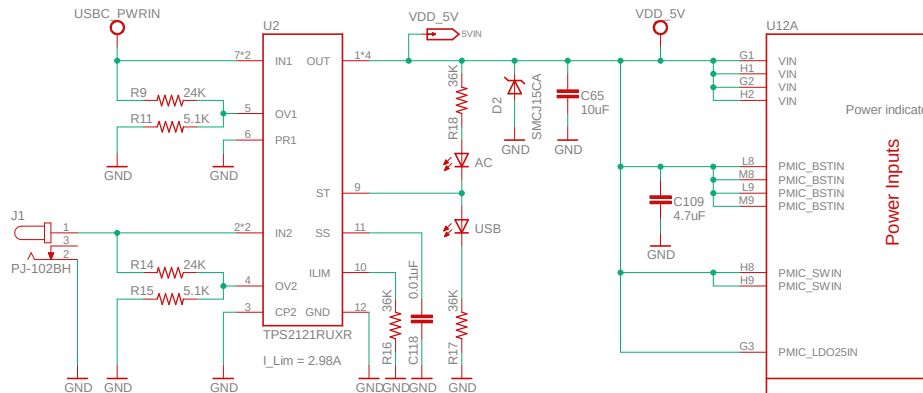 USBC_PWRIN
U2
VDD_5V
5VIN
VDD_5V
U12A
7*2
IN1
OUT
1*4
G1
VIN
H1
VIN
G2
VIN
H2
VIN
R9
24K
5
OV1
R11
5.1K
6
PR1
GND
GND
36K
R18
D2
SMCJ15CA
C65
10uF
GND
GND
Power indicato
AC
ST
9
USB
L8
PMIC_BSTIN
M8
PMIC_BSTIN
L9
PMIC_BSTIN
M9
PMIC_BSTIN
C109
4.7uF
GND
Power Inputs
J1
1
3
2
PJ-102BH
2*2
IN2
SS
11
R14
24K
4
OV2
R15
5.1K
3
CP2
ILIM
10
GND
12
0.01uF
C118
36K
R16
36K
R17
H8
PMIC_SWIN
H9
PMIC_SWIN
G3
PMIC_LDO25IN
TPS2121RUXR
I_Lim = 2.98A
GND
GND
GND
GND
GND
GND
GND